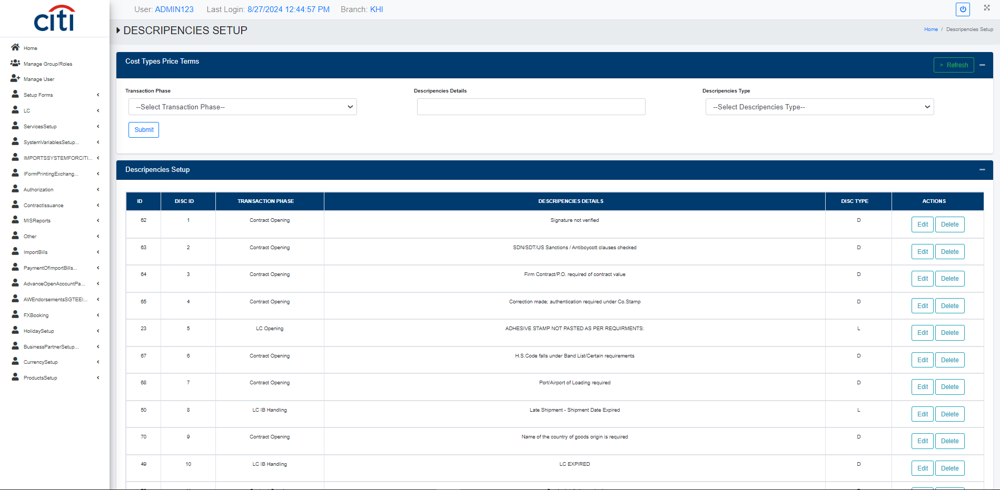 citi
User: ADMIN123 Last Login: 8/27/2024 12:44:57 PM Branch: KHI
DESCRIPENCIES SETUP
Home / Descripencies Setup
Home
Manage Group/Roles
Manage User
Setup Forms
LC
ServicesSetup
SystemVariablesSetup...
IMPORTSSYSTEMFORCITI...
IFormPrintingExchang...
Authorization
ContractIssuance
MISReports
Other
ImportBills
PaymentOfImportBills...
AdvanceOpenAccountPa...
AWEndorsementsSGTEEI...
FXBooking
HolidaySetup
BusinessPartnerSetup...
CurrencySetup
ProductsSetup
Cost Types Price Terms
> Refresh
Transaction Phase Descripencies Details Descripencies Type
--Select Transaction Phase-- --Select Descripencies Type--
Submit
Descripencies Setup
ID DISC ID TRANSACTION PHASE DESCRIPENCIES DETAILS DISC TYPE ACTIONS
62 1 Contract Opening Signature not verified D Edit Delete
63 2 Contract Opening SDN/SDT/US Sanctions / Antiboycott clauses checked D Edit Delete
64 3 Contract Opening Firm Contract/P.O. required of contract value D Edit Delete
65 4 Contract Opening Correction made; authentication required under Co.Stamp D Edit Delete
23 5 LC Opening ADHESIVE STAMP NOT PASTED AS PER REQUIRMENTS: L Edit Delete
67 6 Contract Opening H.S.Code falls under Band List/Certain requirements D Edit Delete
68 7 Contract Opening Port/Airport of Loading required D Edit Delete
50 8 LC IB Handling Late Shipment - Shipment Date Expired L Edit Delete
70 9 Contract Opening Name of the country of goods origin is required D Edit Delete
49 10 LC IB Handling LC EXPIRED D Edit Delete